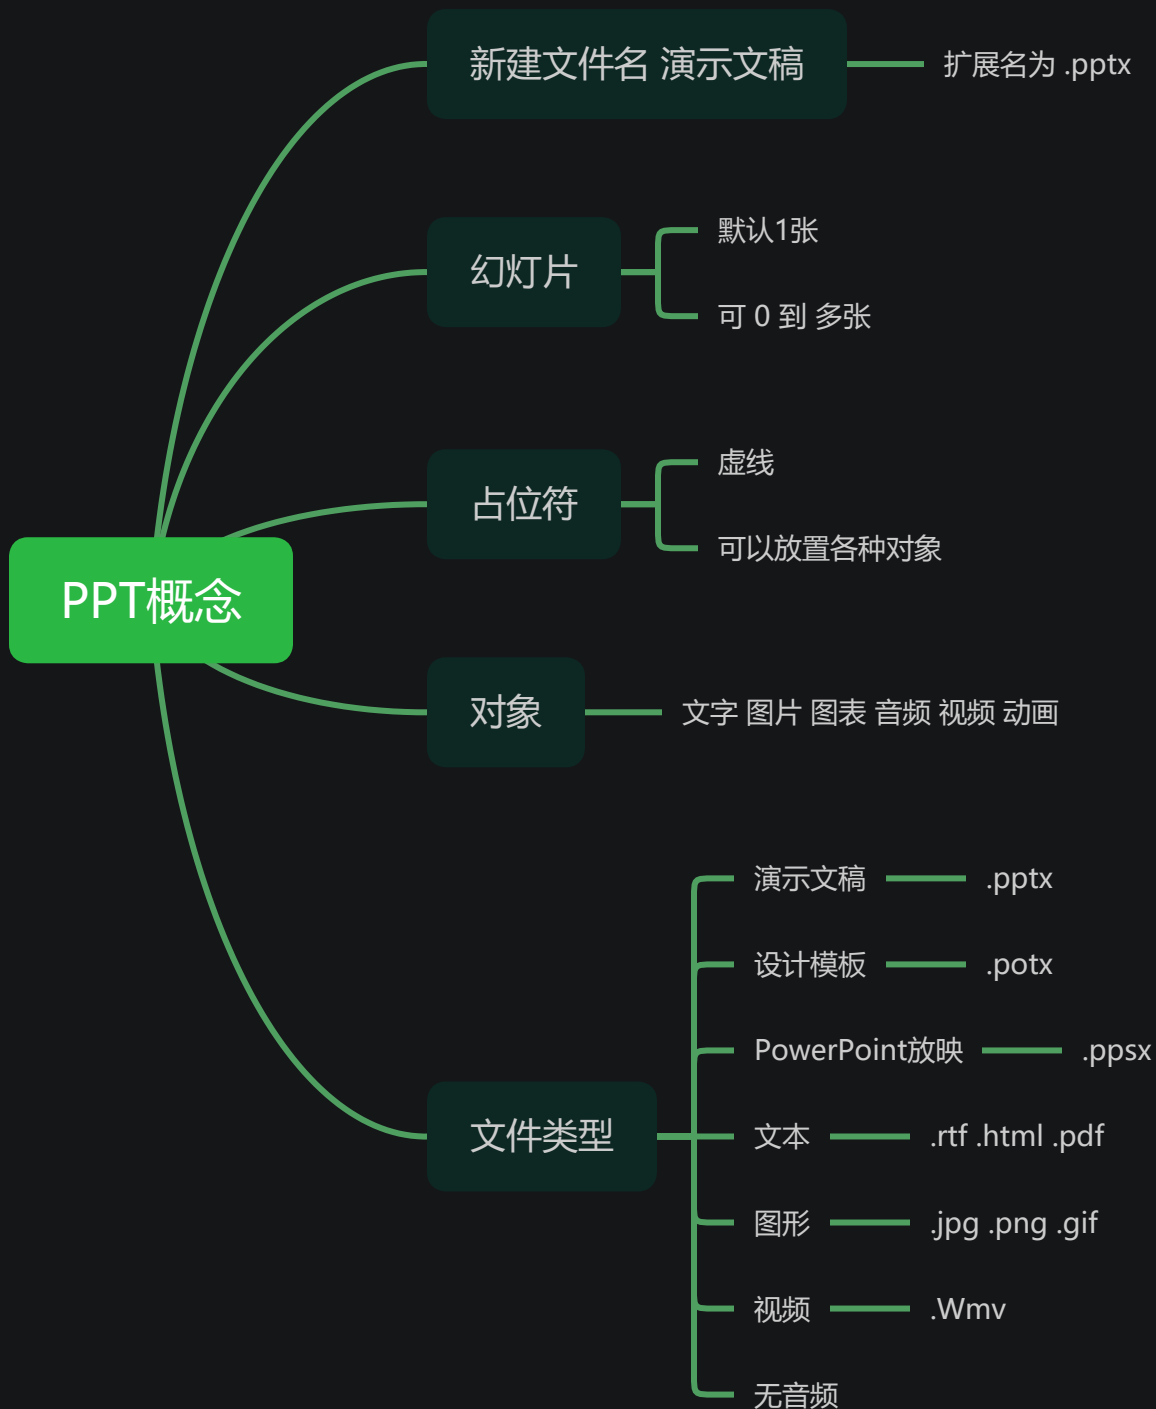 新建文件名 演示文稿
扩展名为 .pptx
幻灯片
默认1张
可 0 到 多张
占位符
虚线
可以放置各种对象
PPT概念
对象
文字 图片 图表 音频 视频 动画
文件类型
演示文稿
.pptx
设计模板
.potx
PowerPoint放映
.ppsx
文本
.rtf .html .pdf
图形
.jpg .png .gif
视频
.Wmv
无音频